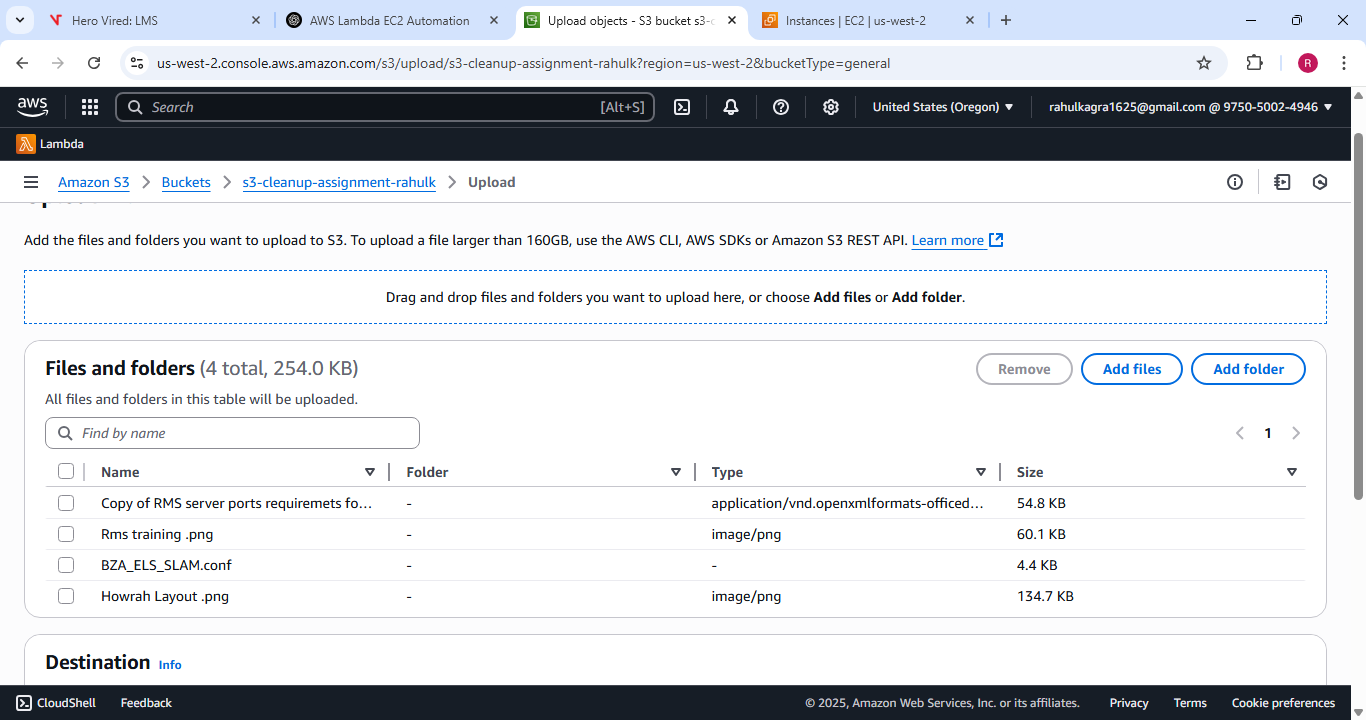 Hero Vired: LMS
AWS Lambda EC2 Automation
Upload objects - S3 bucket s3-c
Instances | EC2 | us-west-2
us-west-2.console.aws.amazon.com/s3/upload/s3-cleanup-assignment-rahulk?region=us-west-2&bucketType=general
R
aws
Search
[Alt+S]
United States (Oregon)
rahulkagra1625@gmail.com @ 9750-5002-4946
Lambda
Amazon S3
Buckets
s3-cleanup-assignment-rahulk
Upload
Add the files and folders you want to upload to S3. To upload a file larger than 160GB, use the AWS CLI, AWS SDKs or Amazon S3 REST API. Learn more
Drag and drop files and folders you want to upload here, or choose Add files or Add folder.
Files and folders (4 total, 254.0 KB)
Remove
Add files
Add folder
All files and folders in this table will be uploaded.
Find by name
1
Name Folder Type Size
Copy of RMS server ports requiremets fo... - application/vnd.openxmlformats-officed... 54.8 KB
Rms training .png - image/png 60.1 KB
BZA_ELS_SLAM.conf - - 4.4 KB
Howrah Layout .png - image/png 134.7 KB
Destination Info
CloudShell
Feedback
© 2025, Amazon Web Services, Inc. or its affiliates.
Privacy
Terms
Cookie preferences